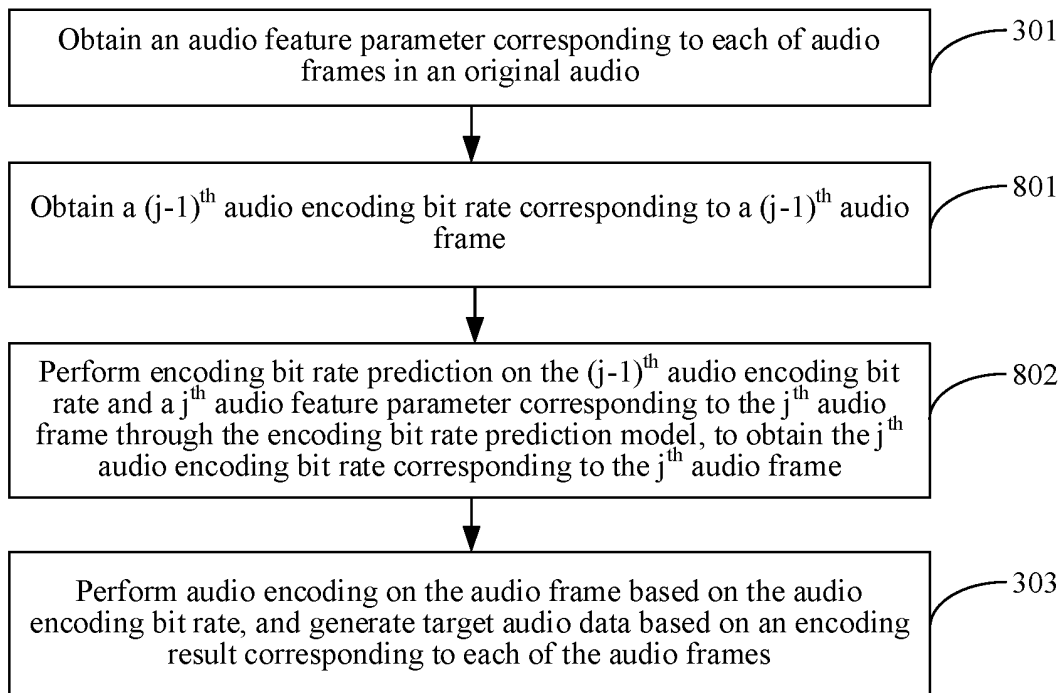 Obtain an audio feature parameter corresponding to each of audio
frames in an original audio
301
Obtain a (j-1)th audio encoding bit rate corresponding to a (j-1)th audio
frame
801
Perform encoding bit rate prediction on the (j-1)th audio encoding bit
rate and a jth audio feature parameter corresponding to the jth audio
frame through the encoding bit rate prediction model, to obtain the jth
audio encoding bit rate corresponding to the jth audio frame
802
Perform audio encoding on the audio frame based on the audio
encoding bit rate, and generate target audio data based on an encoding
result corresponding to each of the audio frames
303